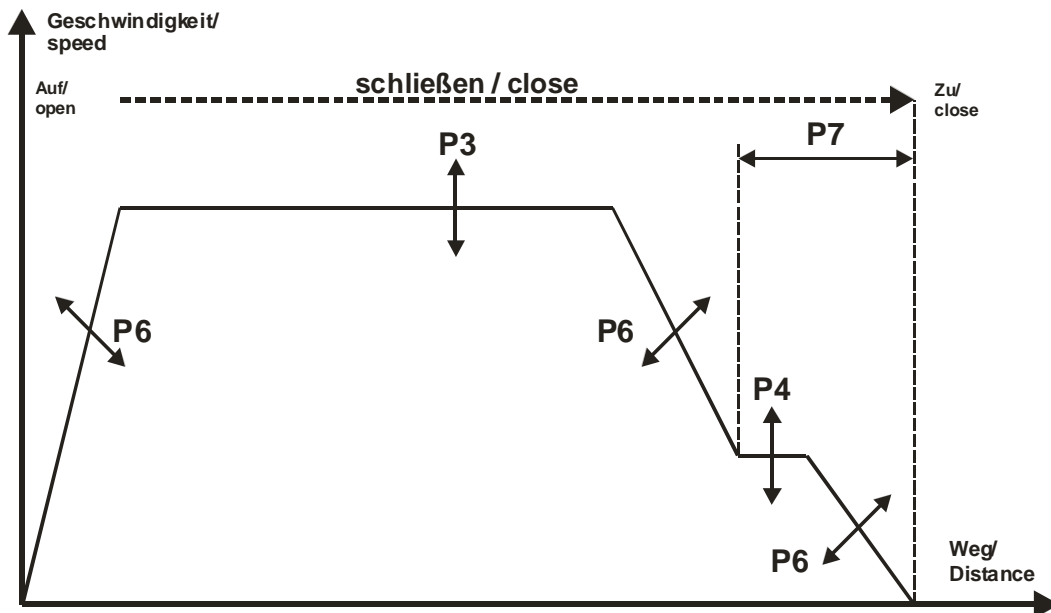 Geschwindigkeit/
speed
Auf/
open
schließen / close
Zu/
close
P7
P3
P6
P6
P4
P6
Weg/
Distance